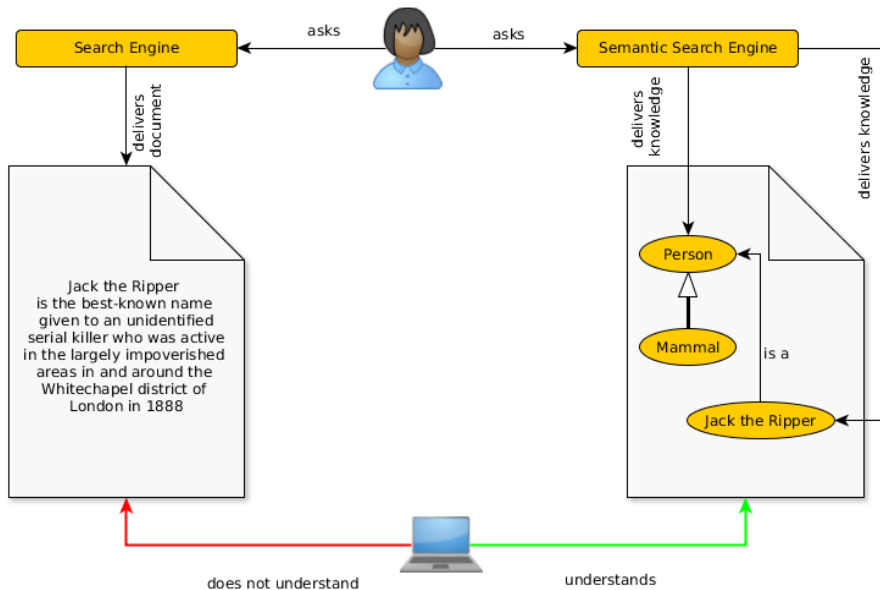 asks
asks
Search Engine
Semantic Search Engine
delivers
document
delivers
knowledge
delivers knowledge
Jack the Ripper
is the best-known name
given to an unidentified
serial killer who was active
in the largely impoverished
areas in and around the
Whitechapel district of
London in 1888
Person
Mammal
is a
Jack the Ripper
does not understand
understands